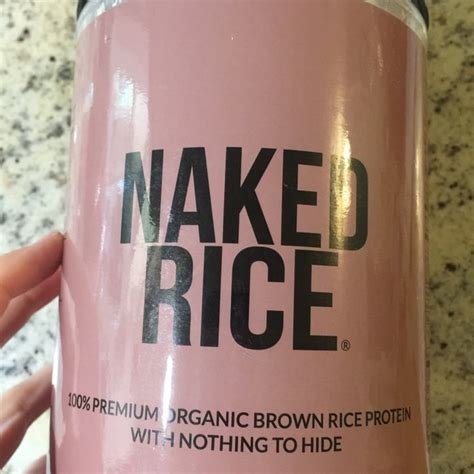 NAKED
RICE®
100% PREMIUM ORGANIC BROWN RICE PROTEIN
WITH NOTHING TO HIDE